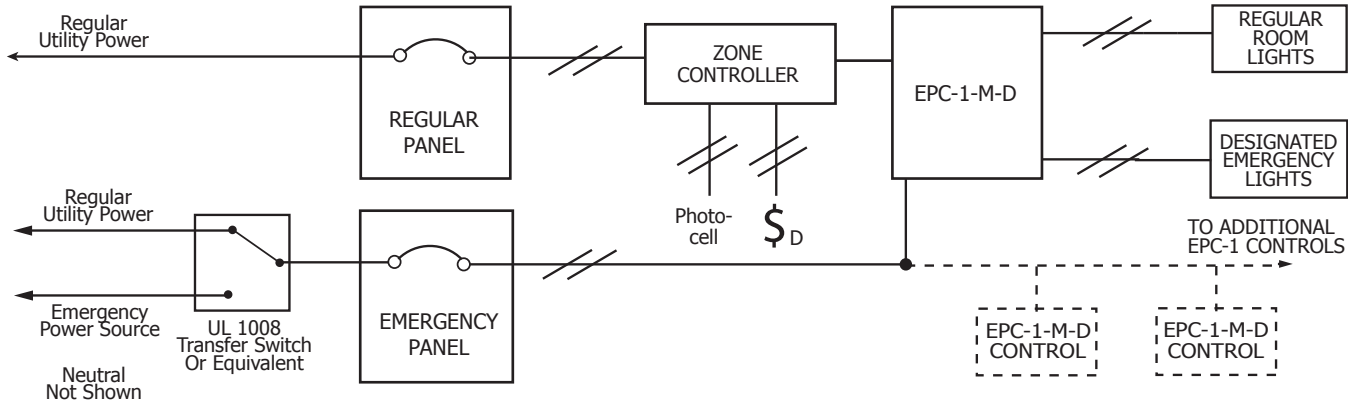 Regular
Utility Power
REGULAR
PANEL
ZONE
CONTROLLER
EPC-1-M-D
REGULAR
ROOM
LIGHTS
DESIGNATED
EMERGENCY
LIGHTS
Photo-
cell
$D
Regular
Utility Power
Emergency
Power Source
UL 1008
Transfer Switch
Or Equivalent
Neutral
Not Shown
EMERGENCY
PANEL
TO ADDITIONAL
EPC-1 CONTROLS
EPC-1-M-D
CONTROL
EPC-1-M-D
CONTROL